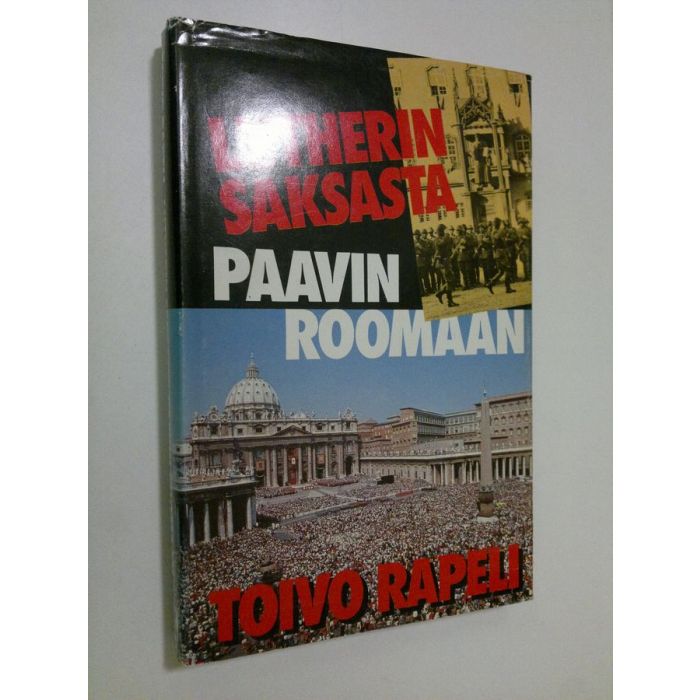 LUTHERIN
SAKSASTA
PAAVIN
ROOMAAN
TOIVO RAPELI